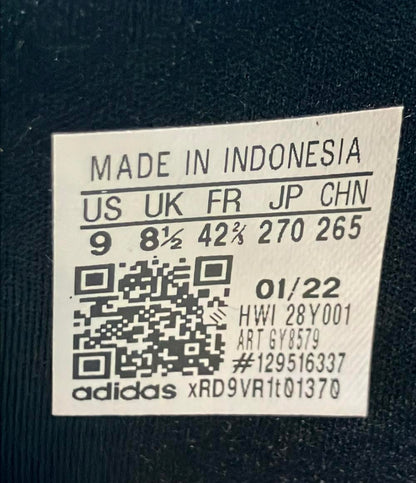 MADE IN INDONESIA
US UK FR JP CHN
9 8½ 42⅔ 270 265
01/22
HWI 28Y001
ART GY8579
#129516337
adidas xRD9VR1t01370